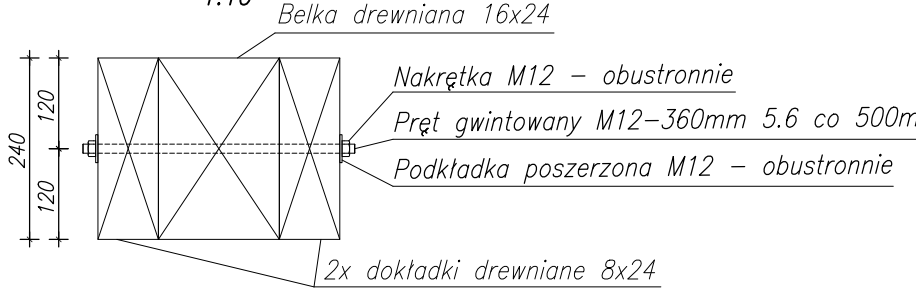 Belka drewniana 16x24
Nakrętka M12 – obustronnie
Pręt gwintowany M12–360mm 5.6 co 500m
Podkładka poszerzona M12 – obustronnie
240
120
120
2x dokładki drewniane 8x24